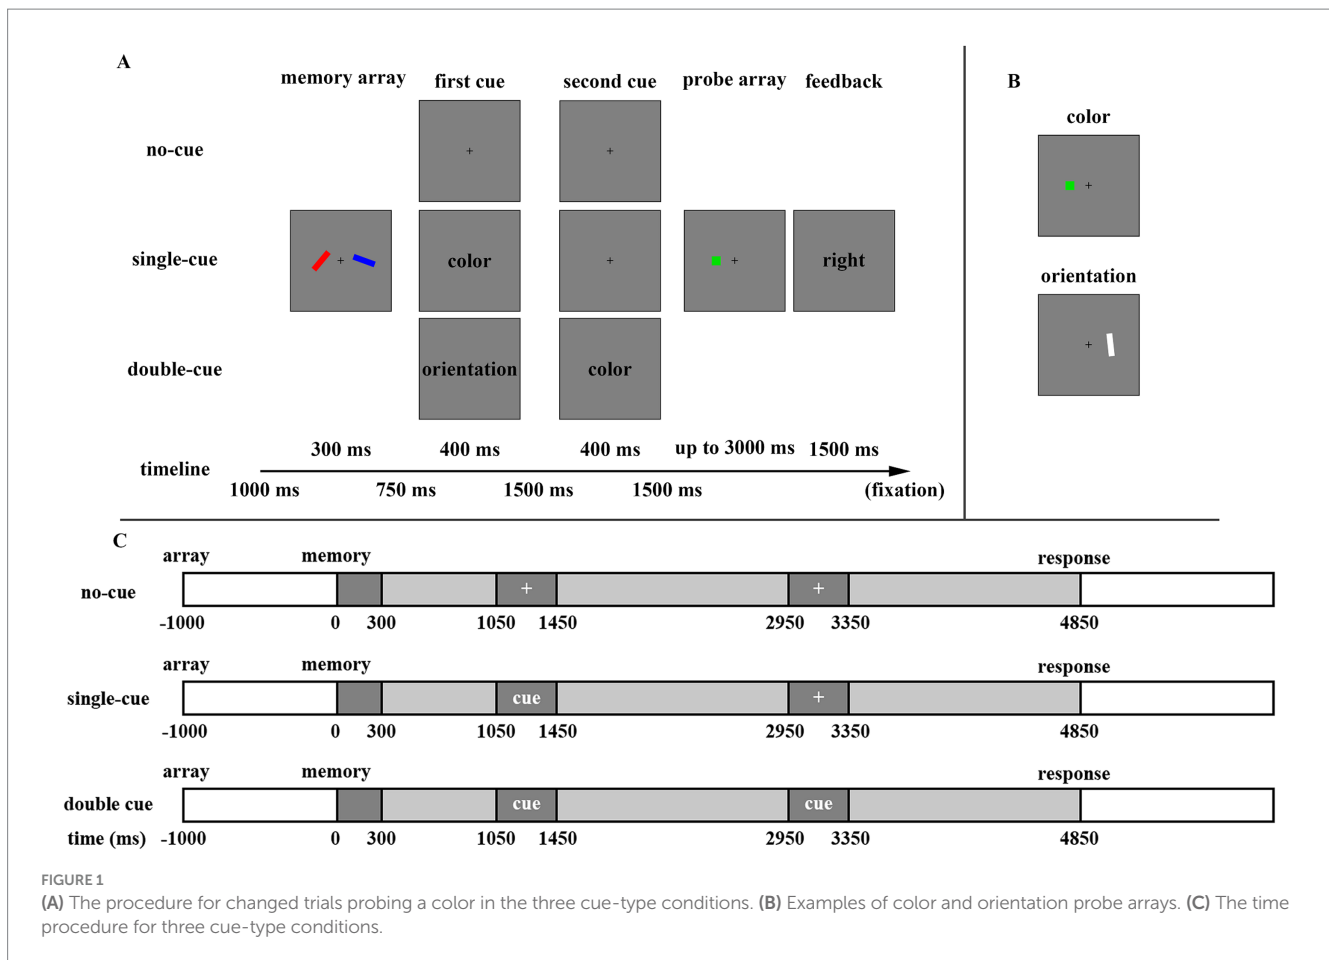 A
memory array first cue second cue probe array feedback
no-cue
+ +
single-cue
+ color + + right
double-cue
orientation color
300 ms 400 ms 400 ms up to 3000 ms 1500 ms
timeline
1000 ms 750 ms 1500 ms 1500 ms (fixation)
B
color
+
orientation
+
C
array memory response
no-cue + +
-1000 0 300 1050 1450 2950 3350 4850
array memory response
single-cue cue +
-1000 0 300 1050 1450 2950 3350 4850
array memory response
double cue cue cue
time (ms) -1000 0 300 1050 1450 2950 3350 4850
FIGURE 1
(A) The procedure for changed trials probing a color in the three cue-type conditions. (B) Examples of color and orientation probe arrays. (C) The time
procedure for three cue-type conditions.